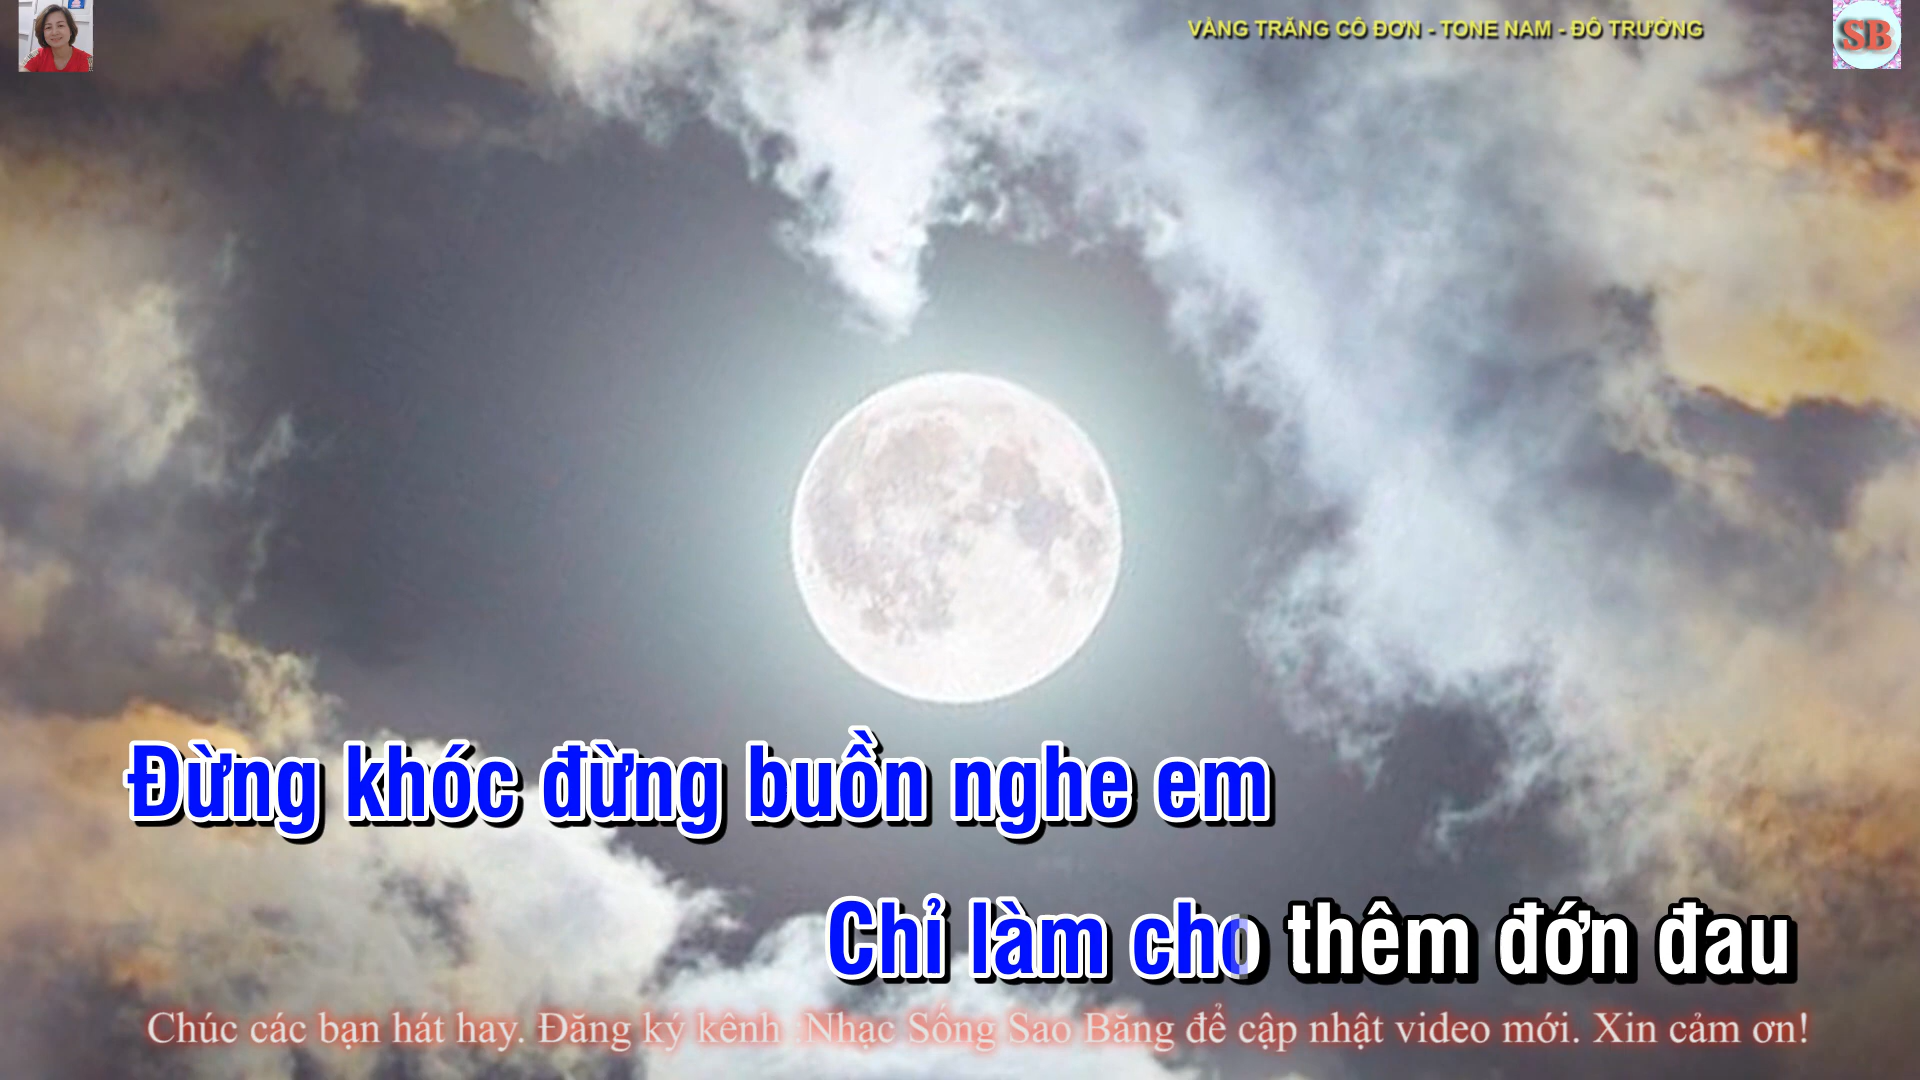 VÀNG TRĂNG CÔ ĐƠN - TONE NAM - ĐÔ TRƯỞNG
SB
Đừng khóc đừng buồn nghe em
Chỉ làm cho thêm đớn đau
Chúc các bạn hát hay. Đăng ký kênh :Nhạc Sống Sao Băng để cập nhật video mới. Xin cảm ơn!